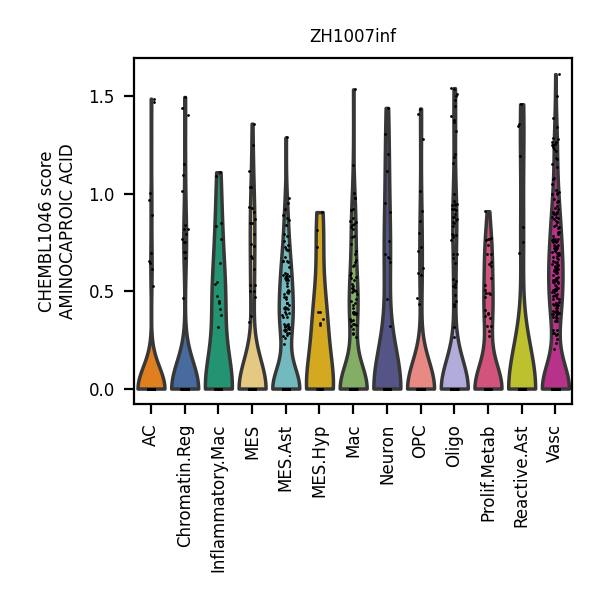 ZH1007inf
CHEMBL1046 score
AMINOCAPROIC ACID
1.5
1.0
0.5
0.0
AC
Chromatin.Reg
Inflammatory.Mac
MES
MES.Ast
MES.Hyp
Mac
Neuron
OPC
Oligo
Prolif.Metab
Reactive.Ast
Vasc